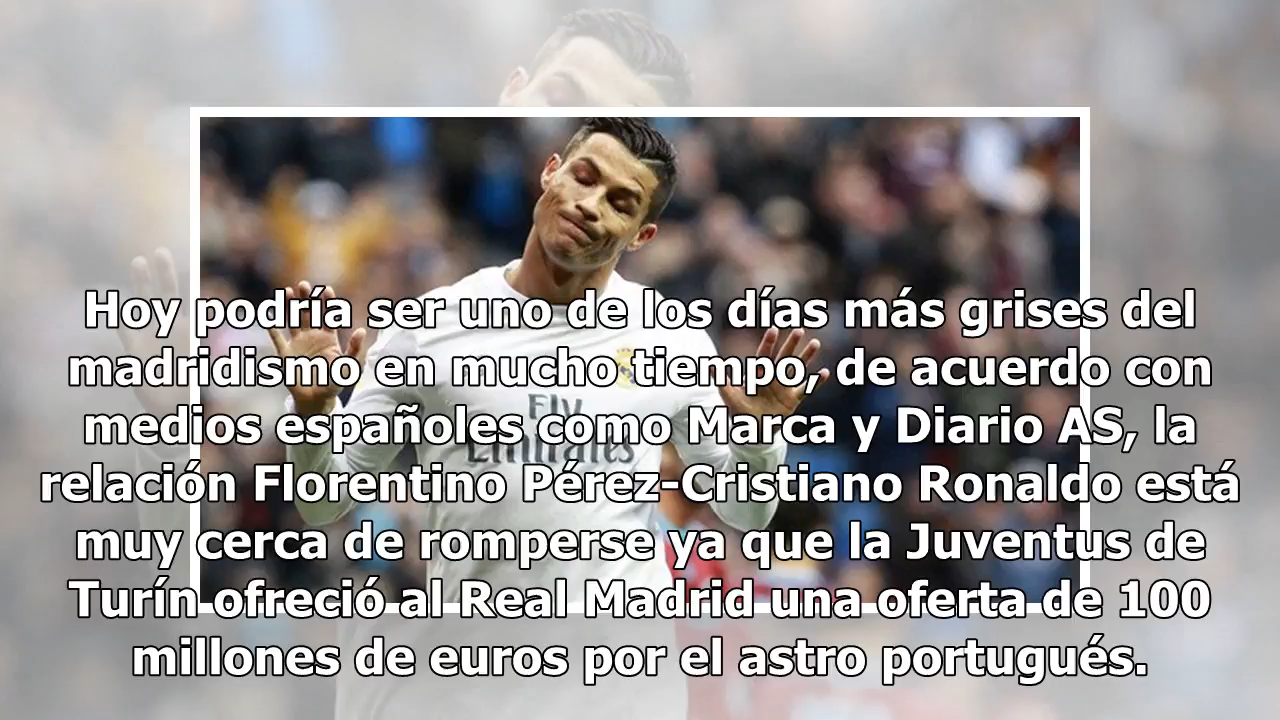 Hoy podría ser uno de los días más grises del
madridismo en mucho tiempo, de acuerdo con
medios españoles como Marca y Diario AS, la
relación Florentino Pérez-Cristiano Ronaldo está
muy cerca de romperse ya que la Juventus de
Turín ofreció al Real Madrid una oferta de 100
millones de euros por el astro portugués.
Fly
Emirates